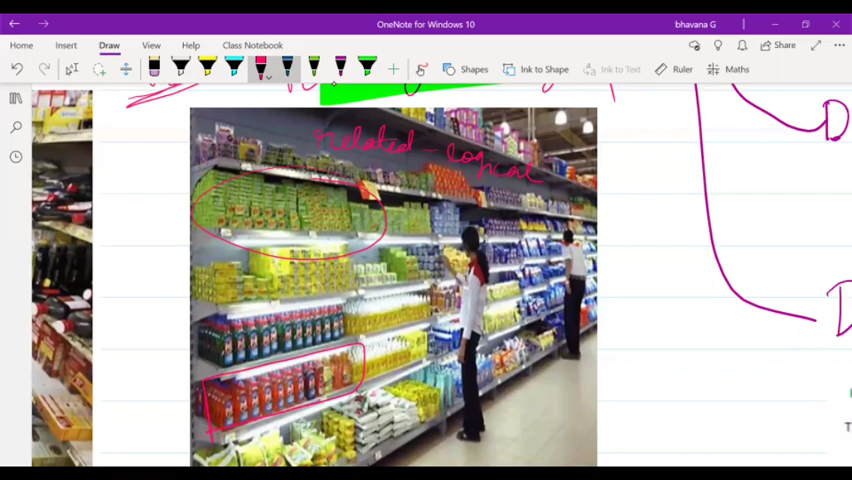 OneNote for Windows 10
bhavana G
Home Insert Draw View Help Class Notebook
Share
Shapes Ink to Shape Ink to Text Ruler Maths
related - logical
D
D
T